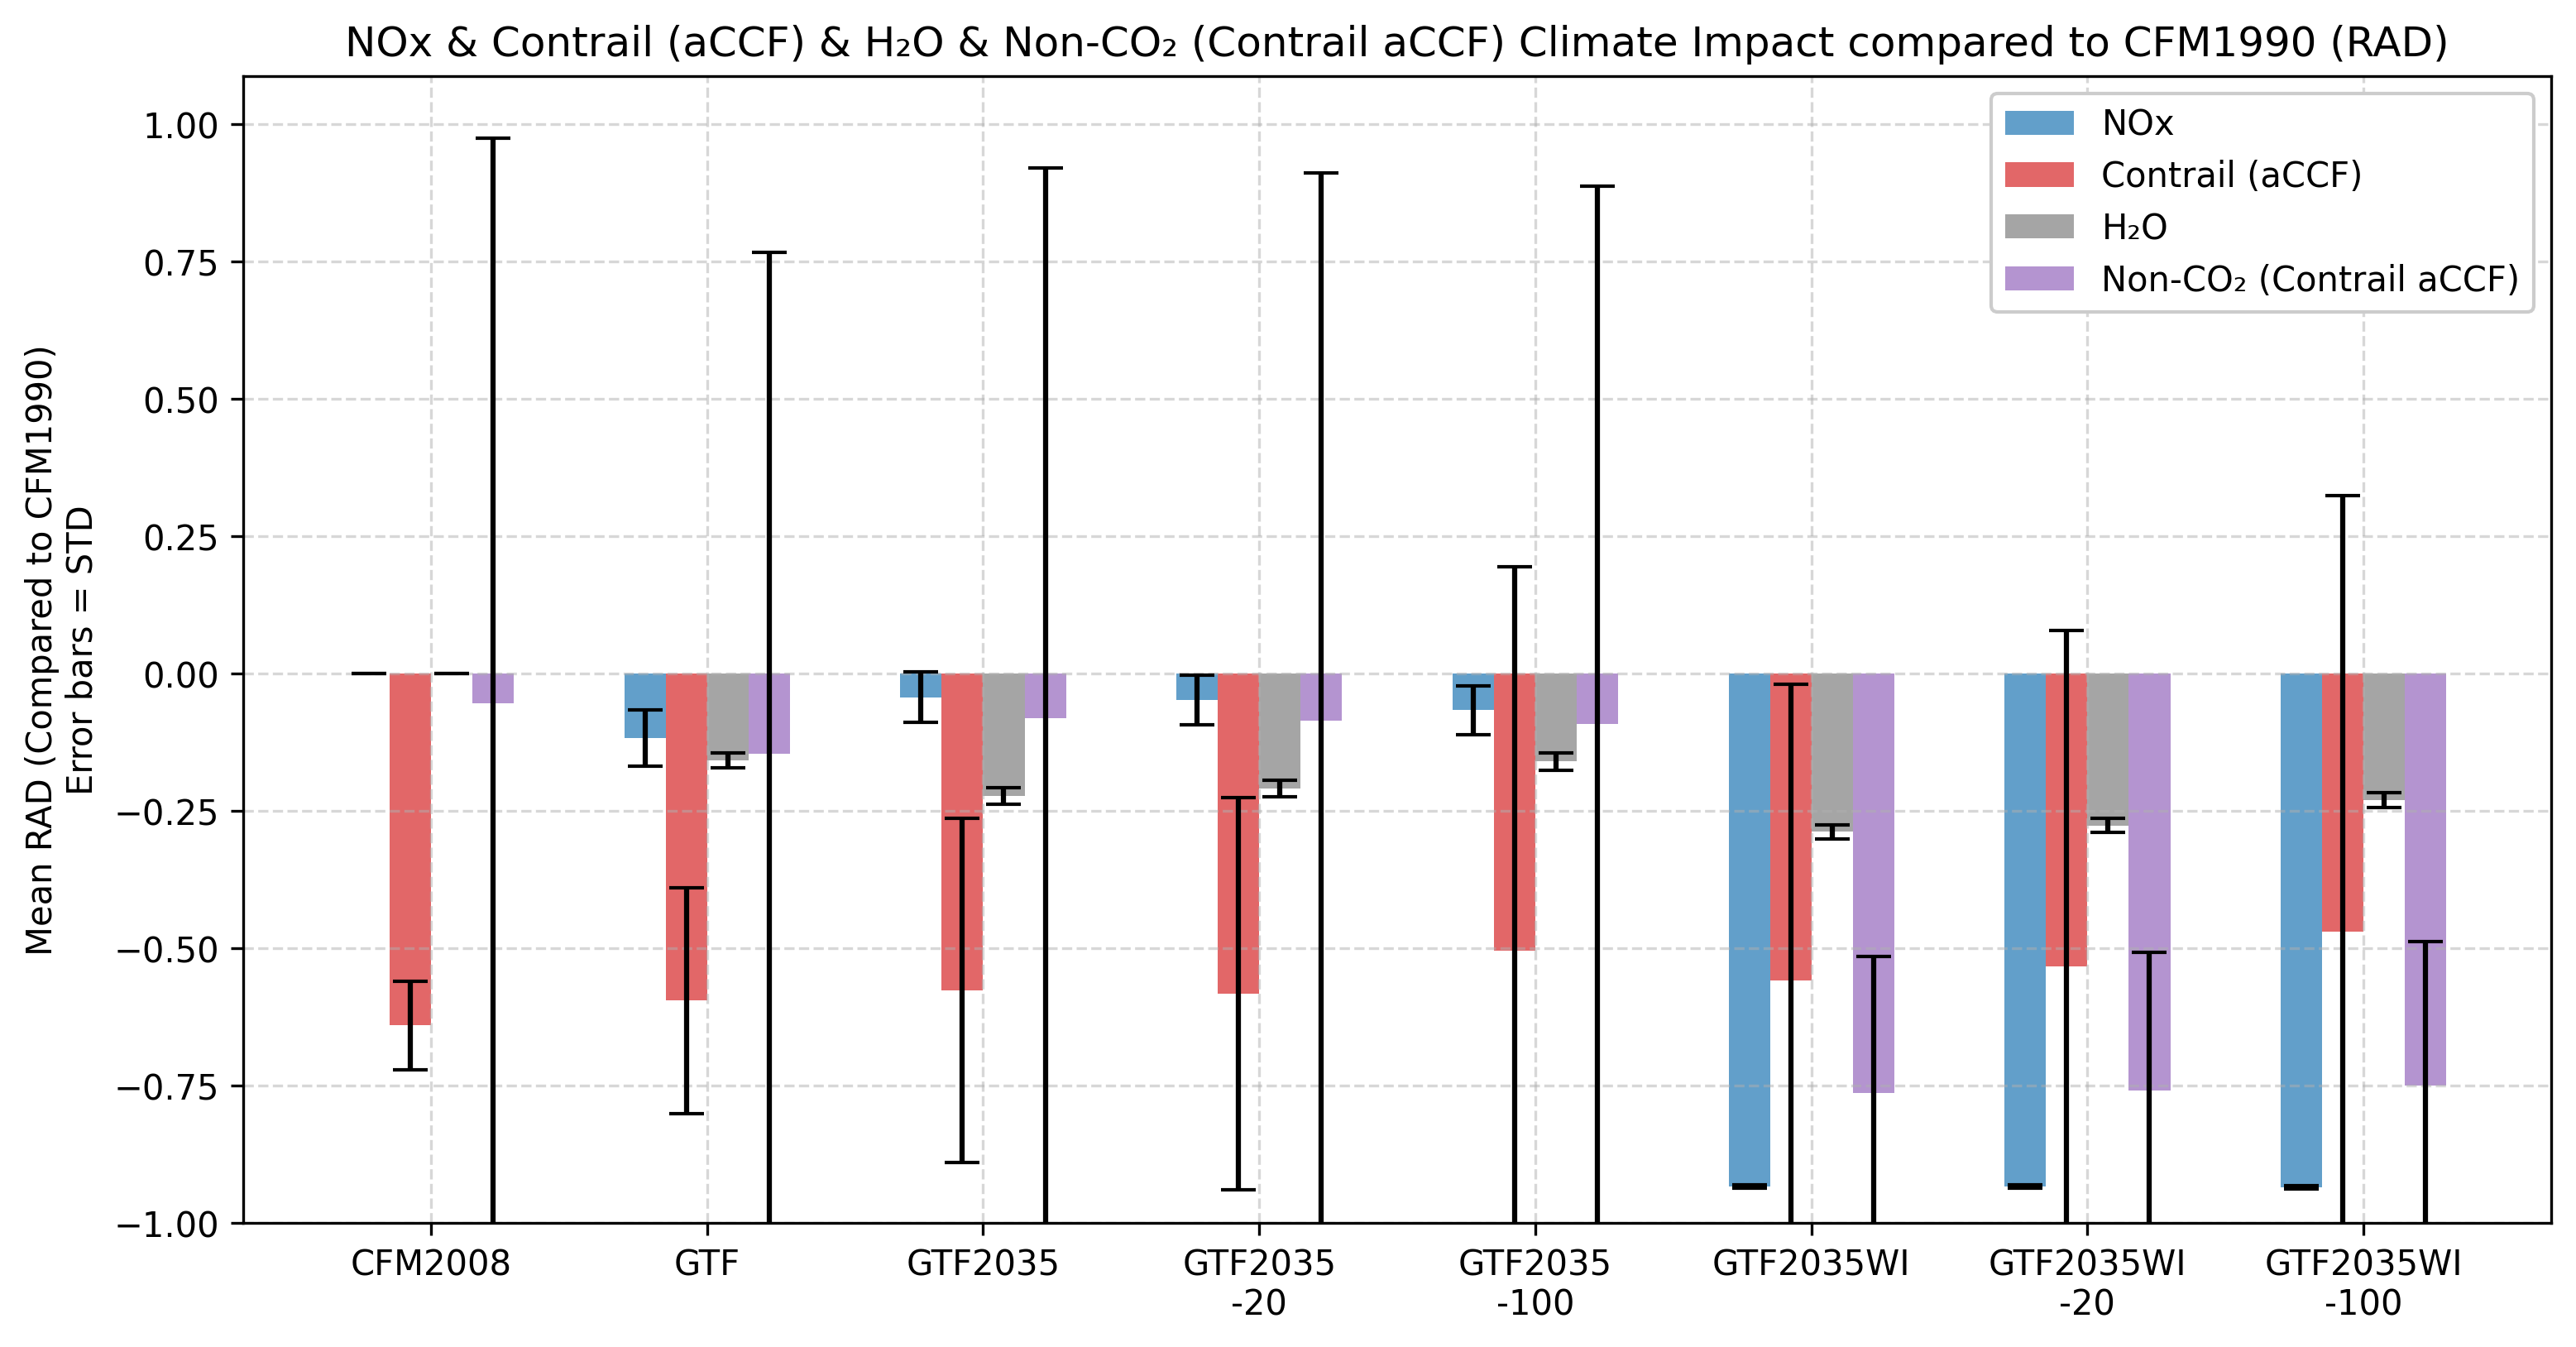 NOx & Contrail (aCCF) & H₂O & Non-CO₂ (Contrail aCCF) Climate Impact compared to CFM1990 (RAD)
Mean RAD (Compared to CFM1990)
Error bars = STD
1.00
0.75
0.50
0.25
0.00
−0.25
−0.50
−0.75
−1.00
NOx
Contrail (aCCF)
H₂O
Non-CO₂ (Contrail aCCF)
CFM2008
GTF
GTF2035
GTF2035
-20
GTF2035
-100
GTF2035WI
GTF2035WI
-20
GTF2035WI
-100